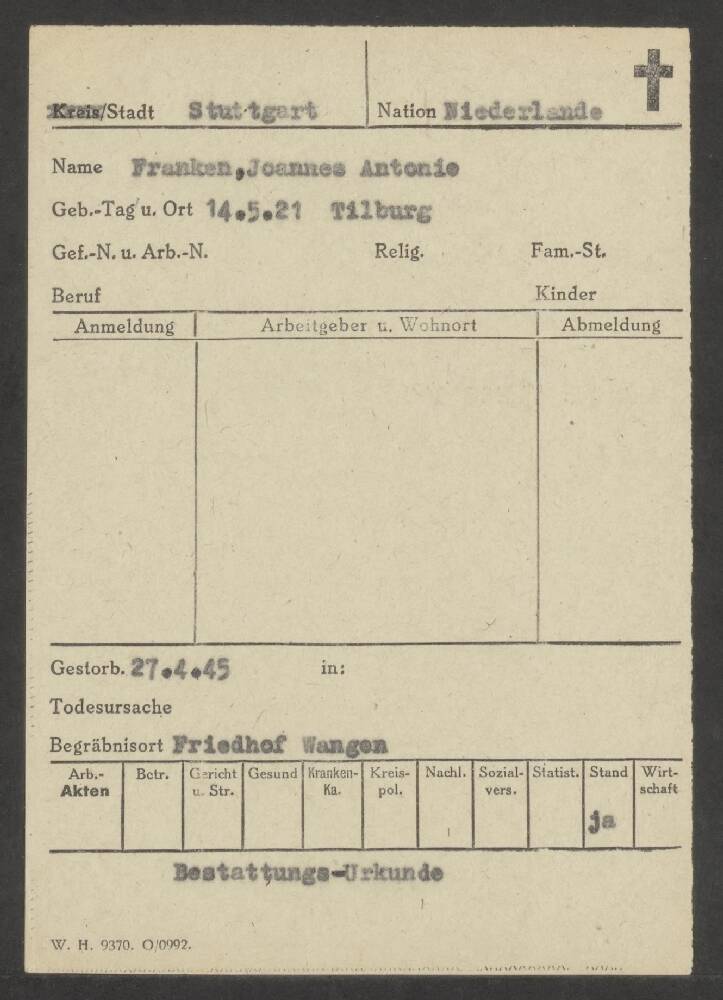 Kreis/Stadt Stuttgart Nation Niederlande
Name Franken,Joannes Antonie
Geb.-Tag u. Ort 14.5.21 Tilburg
Gef.-N. u. Arb.-N. Relig. Fam.-St.
Beruf Kinder
Anmeldung Arbeitgeber u. Wohnort Abmeldung
Gestorb. 27.4.45 in:
Todesursache
Begräbnisort Friedhof Wangen
Arb.- Betr. Gericht Gesund Kranken- Kreis- Nachl. Sozial- Statist. Stand Wirt-
Akten u. Str. Ka. pol. vers. schaft
ja
Bestattungs-Urkunde
W. H. 9370. O/0992.